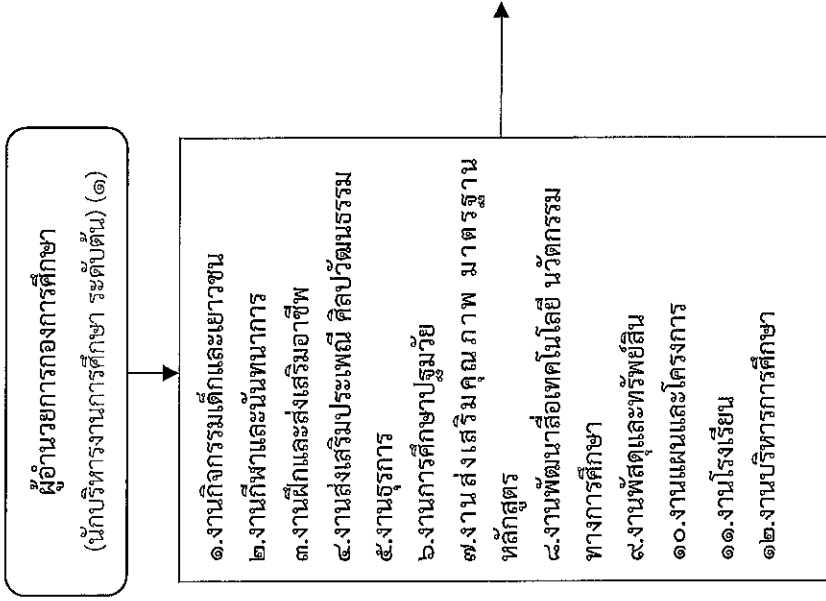 ผู้อำนวยการกองการศึกษา
(นักบริหารงานการศึกษา ระดับต้น) (๑)
๑.งานกิจกรรมเด็กและเยาวชน
๒.งานกีฬาและนันทนาการ
๓.งานฝึกและส่งเสริมอาชีพ
๔.งานส่งเสริมประเพณี ศิลปวัฒนธรรม
๕.งานธุรการ
๖.งานการศึกษาปฐมวัย
๗.งานส่งเสริมคุณภาพ มาตรฐาน
หลักสูตร
๘.งานพัฒนาสื่อเทคโนโลยี นวัตกรรม
ทางการศึกษา
๙.งานพัสดุและทรัพย์สิน
๑๐.งานแผนและโครงการ
๑๑.งานโรงเรียน
๑๒.งานบริหารการศึกษา